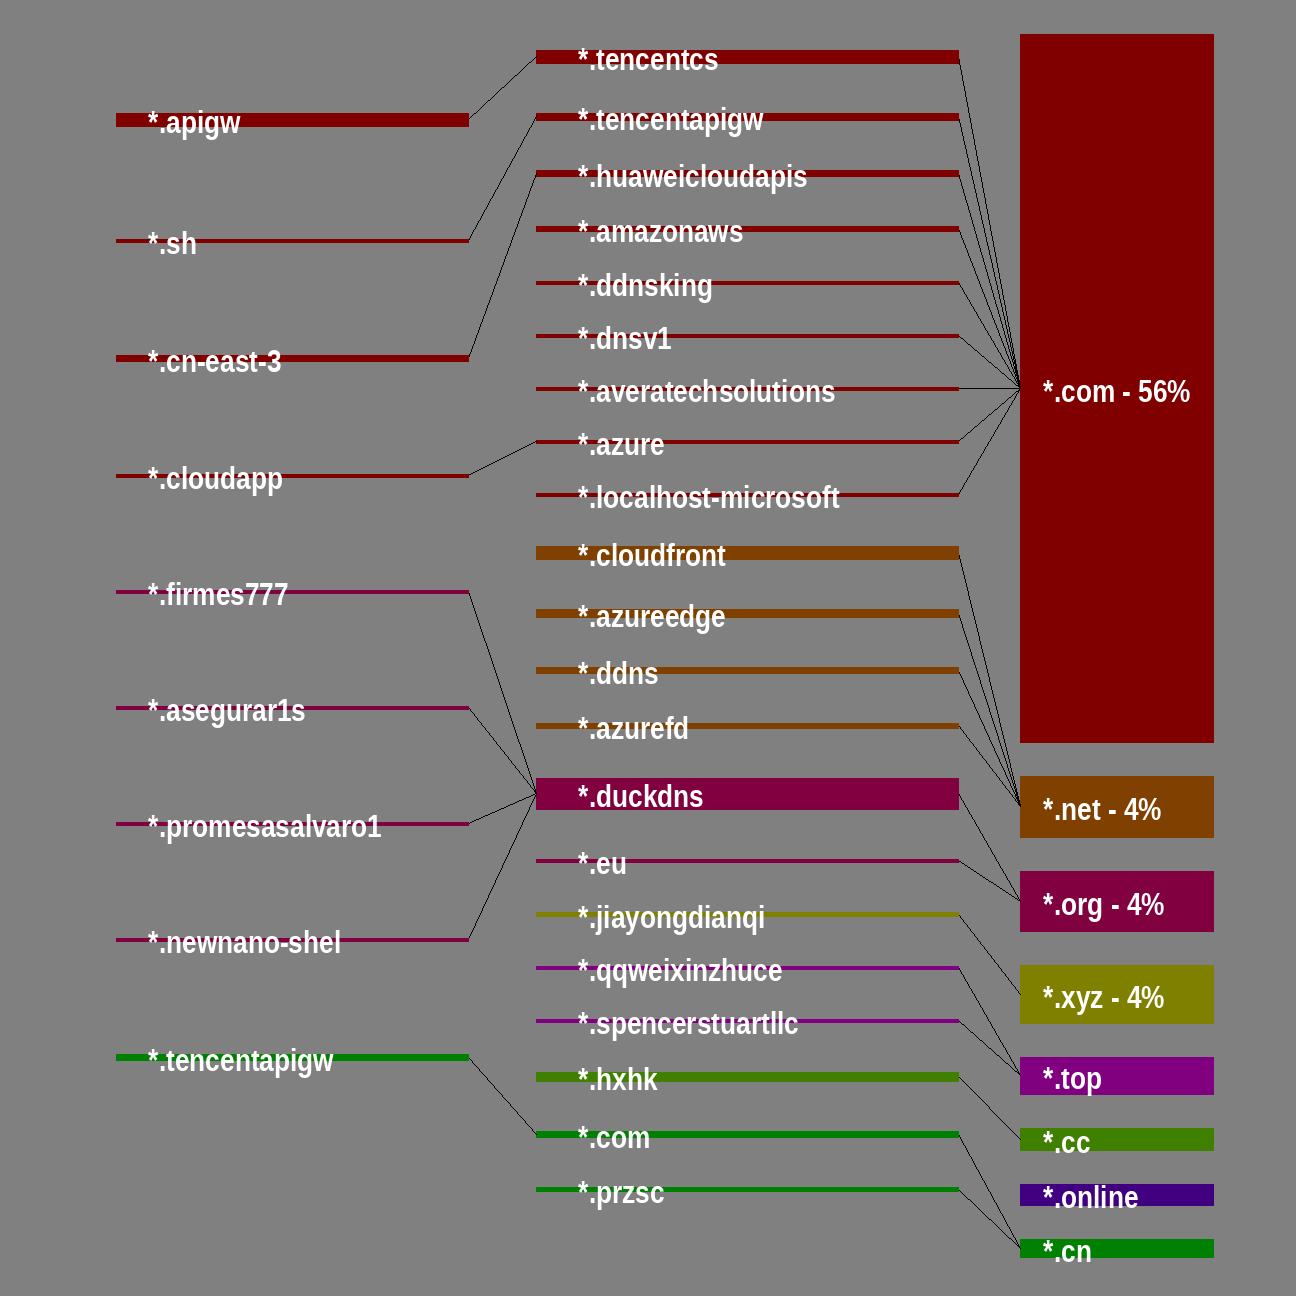 *.apigw
*.sh
*.cn-east-3
*.cloudapp
*.firmes777
*.asegurar1s
*.promesasalvaro1
*.newnano-shel
*.tencentapigw
*.tencentcs
*.tencentapigw
*.huaweicloudapis
*.amazonaws
*.ddnsking
*.dnsv1
*.averatechsolutions
*.azure
*.localhost-microsoft
*.cloudfront
*.azureedge
*.ddns
*.azurefd
*.duckdns
*.eu
*.jiayongdianqi
*.qqweixinzhuce
*.spencerstuartllc
*.hxhk
*.com
*.przsc
*.com - 56%
*.net - 4%
*.org - 4%
*.xyz - 4%
*.top
*.cc
*.online
*.cn